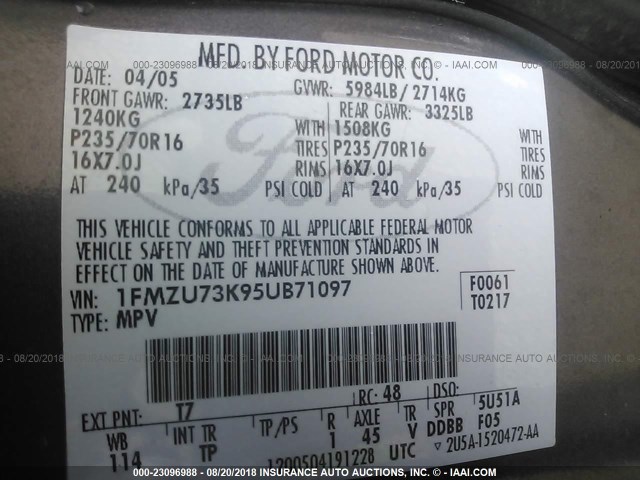 000-23096988 - 08/20/2018 INSURANCE AUTO AUCTIONS © - IAAI.COM
MFD. BY FORD MOTOR CO.
DATE: 04/05
GVWR: 5984LB/2714KG
FRONT GAWR: 2735LB
REAR GAWR: 3325LB
1240KG WITH 1508KG WITH
P235/70R16 TIRES P235/70R16 TIRES
16X7.0J RIMS 16X7.0J RIMS
AT 240 kPa/35 PSI COLD AT 240 kPa/35 PSI COLD
Ford
THIS VEHICLE CONFORMS TO ALL APPLICABLE FEDERAL MOTOR
VEHICLE SAFETY AND THEFT PREVENTION STANDARDS IN
EFFECT ON THE DATE OF MANUFACTURE SHOWN ABOVE.
VIN: 1FMZU73K95UB71097
F0061
T0217
TYPE: MPV
RC: 48 DSO:
EXT PNT: T7
WB INT TR TP/PS R AXLE TR SPR 5U51A
114 TP 1 45 V DDBB F05
1200504191228 UTC ▽ 2U5A-1520472-AA
000-23096988 - 08/20/2018 INSURANCE AUTO AUCTIONS © - IAAI.COM